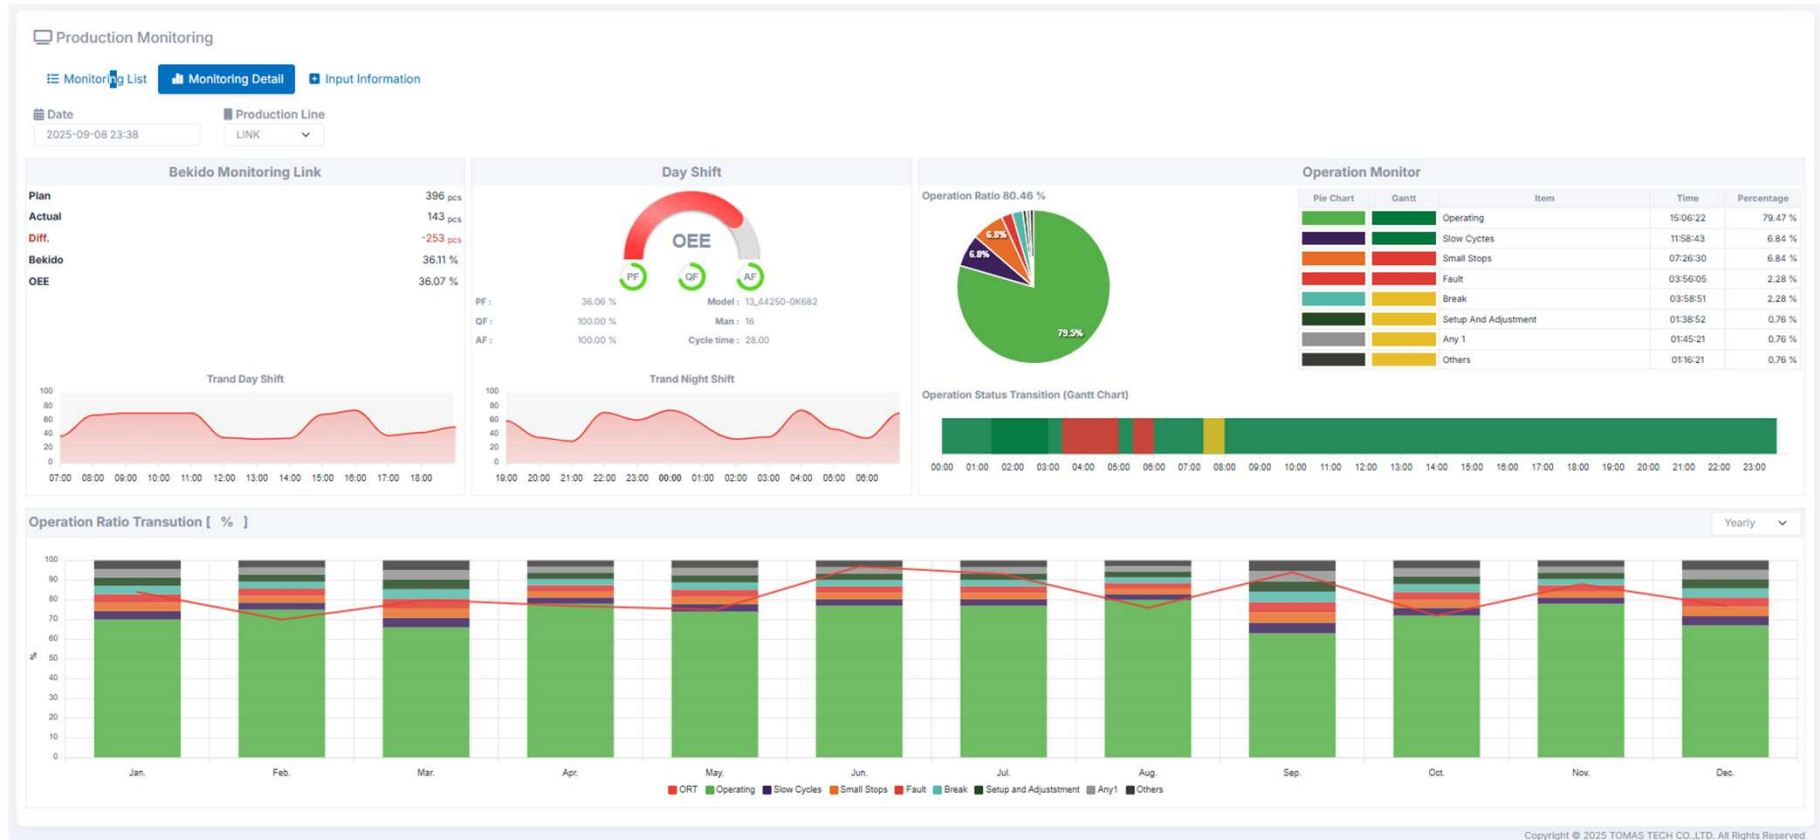 Production Monitoring
Monitoring List Monitoring Detail Input Information
Date Production Line
2025-09-08 23:38 LINK
Bekido Monitoring Link
Plan 396 pcs
Actual 143 pcs
Diff. -253 pcs
Bekido 36.11 %
OEE 36.07 %
Trand Day Shift
100
80
60
40
20
0
07:00 08:00 09:00 10:00 11:00 12:00 13:00 14:00 15:00 16:00 17:00 18:00
Day Shift
OEE
PF QF AF
PF : 36.06 % Model : 13_44250-0K682
QF : 100.00 % Man : 16
AF : 100.00 % Cycle time : 28.00
Trand Night Shift
100
80
60
40
20
0
19:00 20:00 21:00 22:00 23:00 00:00 01:00 02:00 03:00 04:00 05:00 06:00
Operation Monitor
Operation Ratio 80.46 %
6.8%
6.8%
79.5%
Pie Chart Gantt Item Time Percentage
Operating 15:06:22 79.47 %
Slow Cyctes 11:58:43 6.84 %
Small Stops 07:26:30 6.84 %
Fault 03:56:05 2.28 %
Break 03:58:51 2.28 %
Setup And Adjustment 01:38:52 0.76 %
Any 1 01:45:21 0.76 %
Others 01:16:21 0.76 %
Operation Status Transition (Gantt Chart)
00:00 01:00 02:00 03:00 04:00 05:00 06:00 07:00 08:00 09:00 10:00 11:00 12:00 13:00 14:00 15:00 16:00 17:00 18:00 19:00 20:00 21:00 22:00 23:00
Operation Ratio Transution [ % ] Yearly
100
90
80
70
60
%
50
40
30
20
10
0
Jan. Feb. Mar. Apr. May. Jun. Jul. Aug. Sep. Oct. Nov. Dec.
ORT Operating Slow Cycles Small Stops Fault Break Setup and Adjuststment Any1 Others
Copyright © 2025 TOMAS TECH CO.,LTD. All Rights Reserved